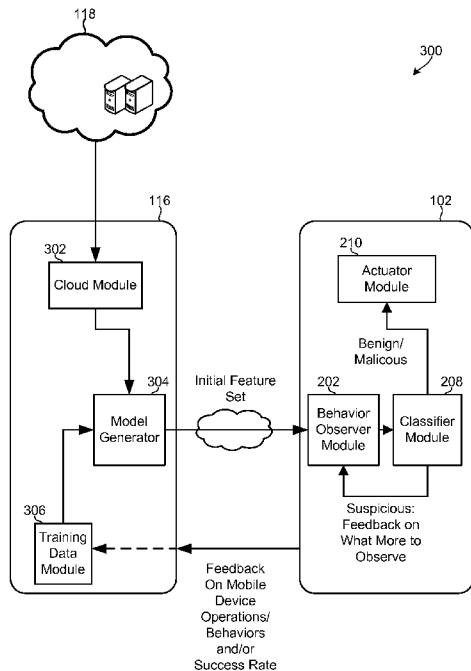 118
300
116
102
302
Cloud Module
210
Actuator
Module
Benign/
Malicous
Initial Feature
Set
304
Model
Generator
202
Behavior
Observer
Module
208
Classifier
Module
306
Training
Data
Module
Suspicious:
Feedback on
What More to
Observe
Feedback
On Mobile
Device
Operations/
Behaviors
and/or
Success Rate